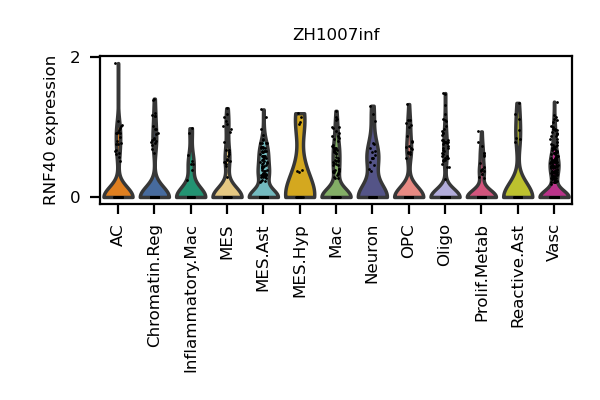 ZH1007inf
RNF40 expression
2
0
AC
Chromatin.Reg
Inflammatory.Mac
MES
MES.Ast
MES.Hyp
Mac
Neuron
OPC
Oligo
Prolif.Metab
Reactive.Ast
Vasc